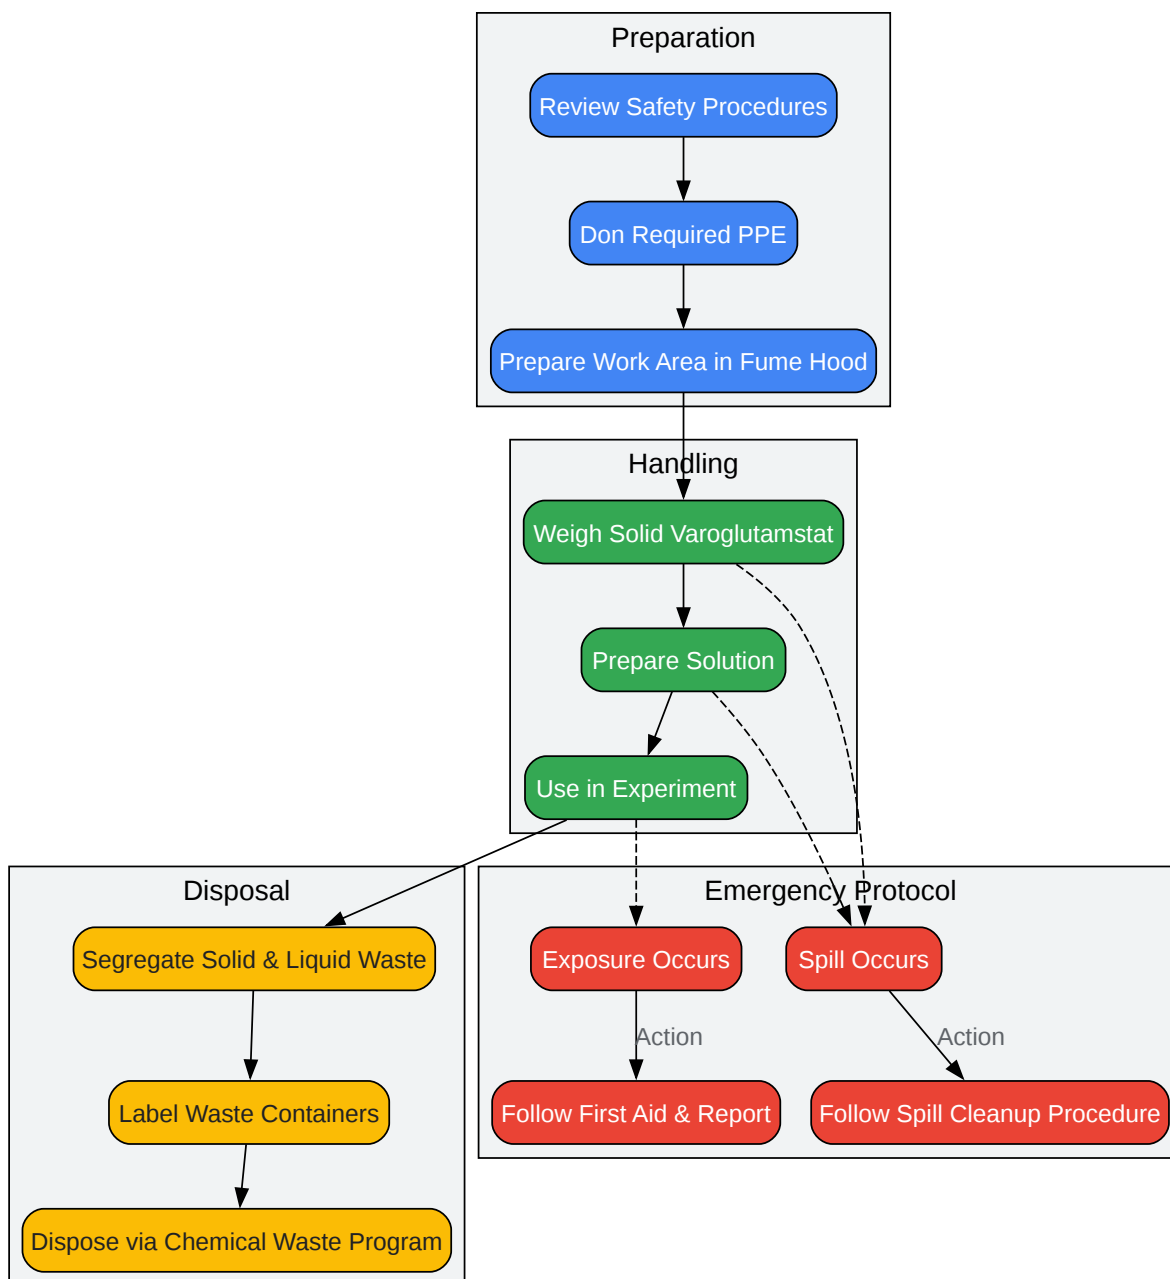 Preparation
Review Safety Procedures
Don Required PPE
Prepare Work Area in Fume Hood
Handling
Weigh Solid Varoglutamstat
Prepare Solution
Use in Experiment
Disposal
Segregate Solid & Liquid Waste
Label Waste Containers
Dispose via Chemical Waste Program
Emergency Protocol
Exposure Occurs
Spill Occurs
Action
Action
Follow First Aid & Report
Follow Spill Cleanup Procedure